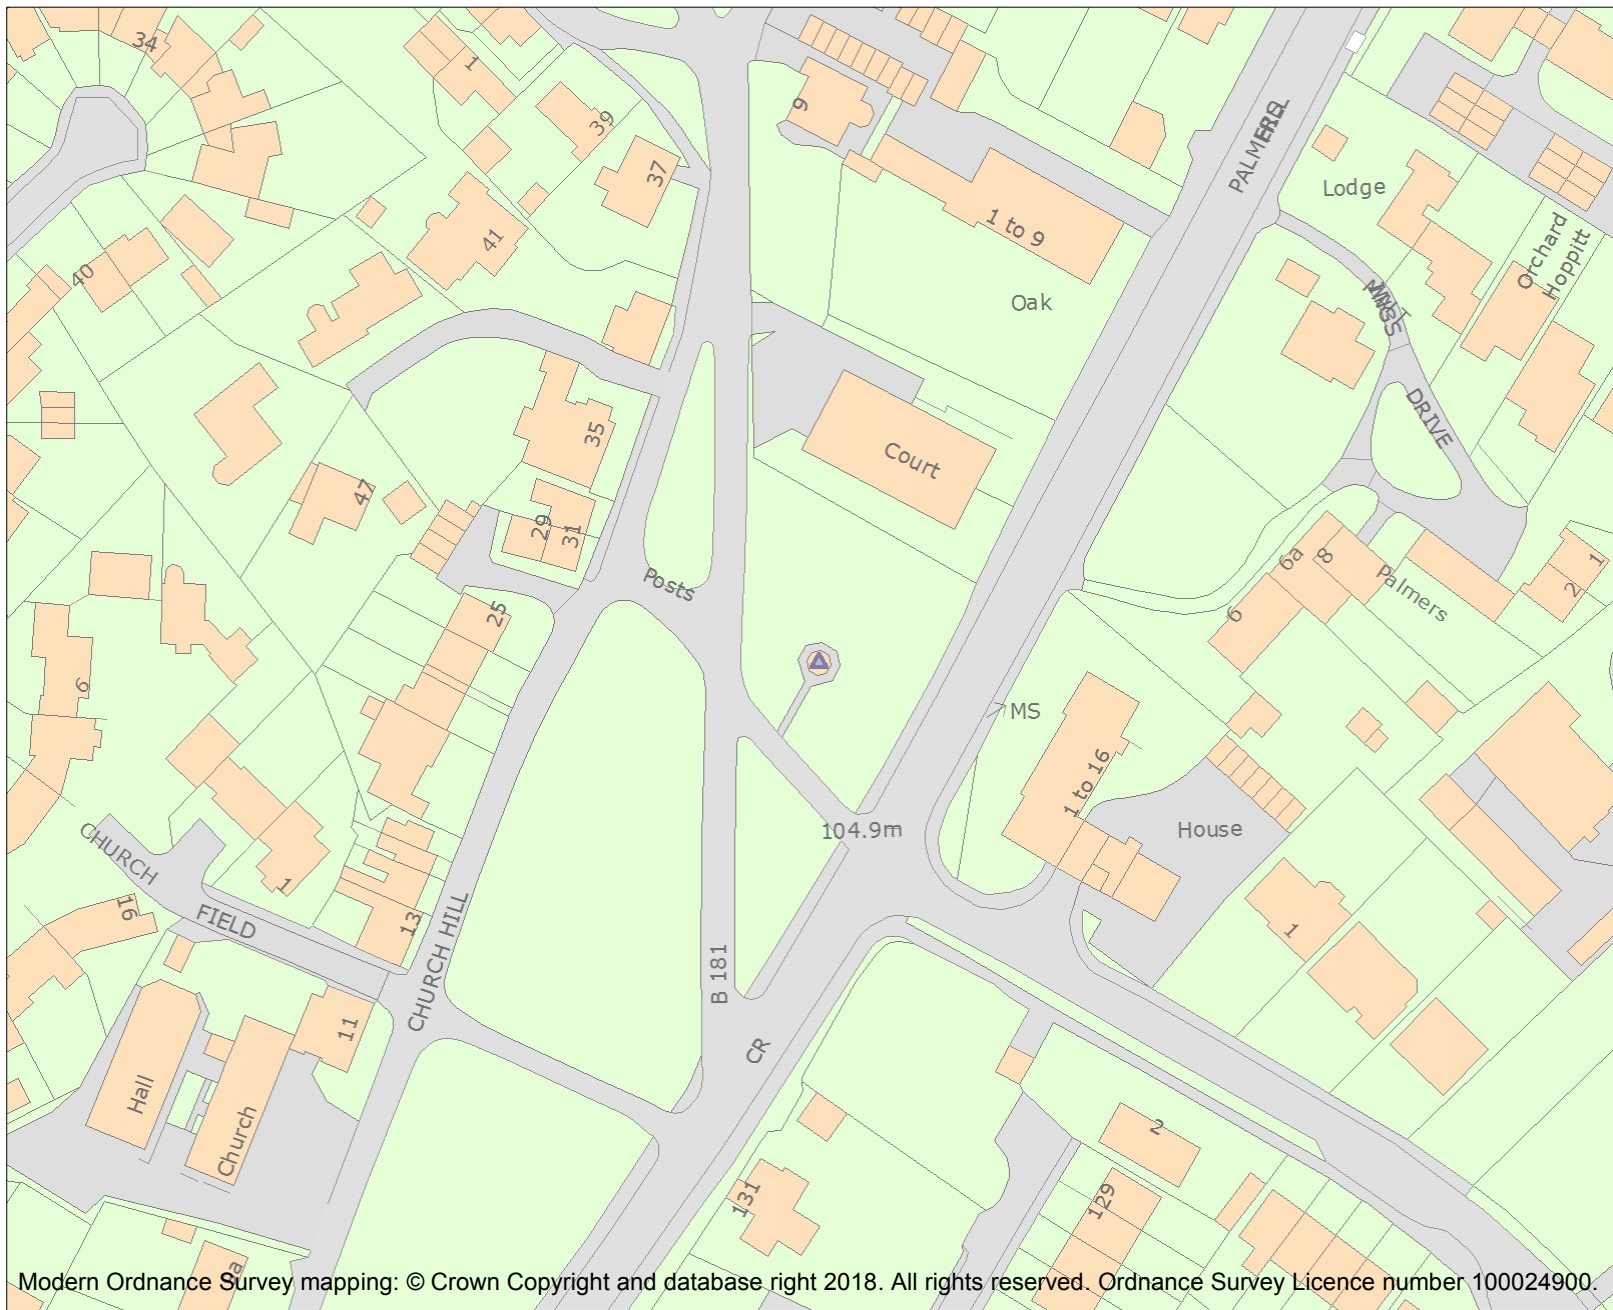 34
1
39
9
37
PALMERS
HILL
Lodge
1 to 9
41
Orchard
Hoppitt
40
Oak
DRIVE
35
Court
47
29
31
6a
8
1
2
Posts
Palmers
25
6
6
MS
1 to 16
104.9m
House
CHURCH
1
16
FIELD
13
CHURCH HILL
1
B 181
11
CR
Hall
Church
2
131
129
Modern Ordnance Survey mapping: © Crown Copyright and database right 2018. All rights reserved. Ordnance Survey Licence number 100024900.